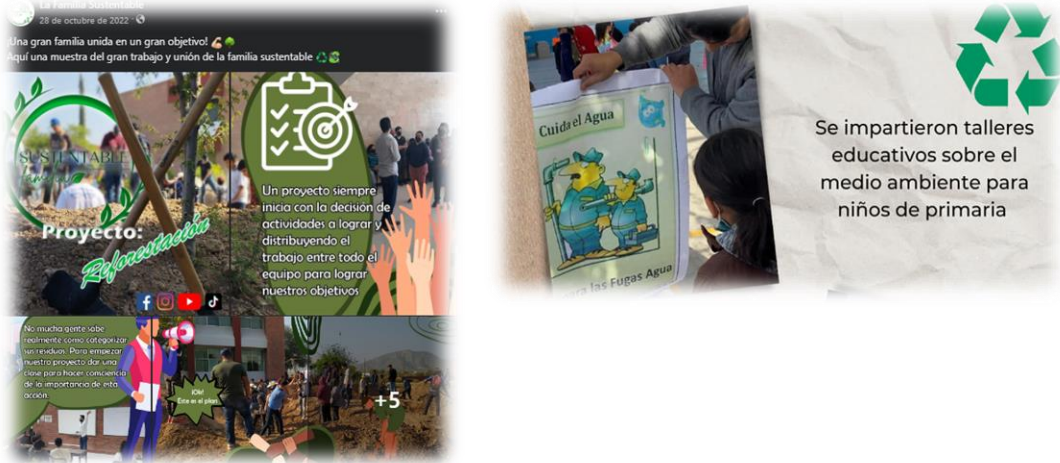 La Familia Sustentable
28 de octubre de 2022
¡Una gran familia unida en un gran objetivo!
Aquí una muestra del gran trabajo y unión de la familia sustentable
SUSTENTABLE
Proyecto:
Reforestación
Un proyecto siempre
inicia con la decisión de
actividades a lograr y
distribuyendo el
trabajo entre todo el
equipo para lograr
nuestros objetivos
No mucha gente sabe
realmente como categorizar
sus residuos. Para empezar
nuestro proyecto dar una
clase para hacer consciencia
de la importancia de esta
acción.
¡Ok!
Este es el plan
+5
Cuida el Agua
las Fugas Agua
Se impartieron talleres
educativos sobre el
medio ambiente para
niños de primaria